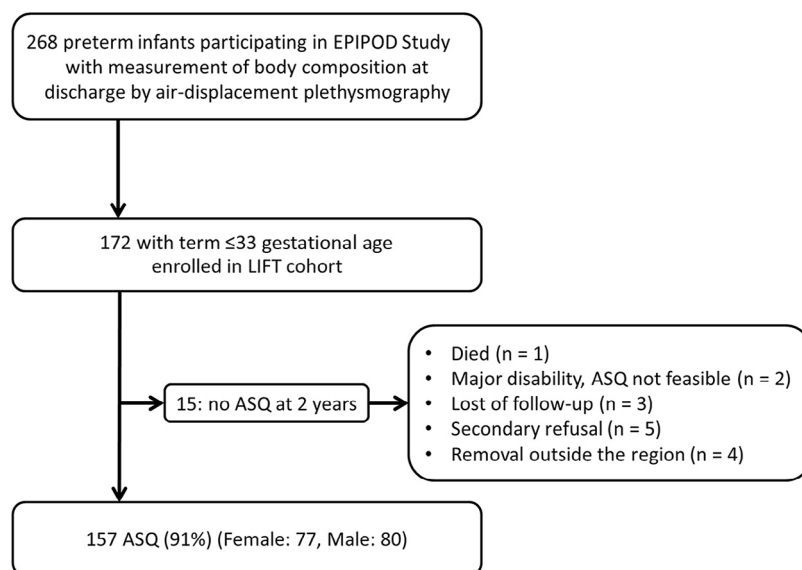 268 preterm infants participating in EPIPOD Study
with measurement of body composition at
discharge by air-displacement plethysmography
172 with term ≤33 gestational age
enrolled in LIFT cohort
15: no ASQ at 2 years
• Died (n = 1)
• Major disability, ASQ not feasible (n = 2)
• Lost of follow-up (n = 3)
• Secondary refusal (n = 5)
• Removal outside the region (n = 4)
157 ASQ (91%) (Female: 77, Male: 80)